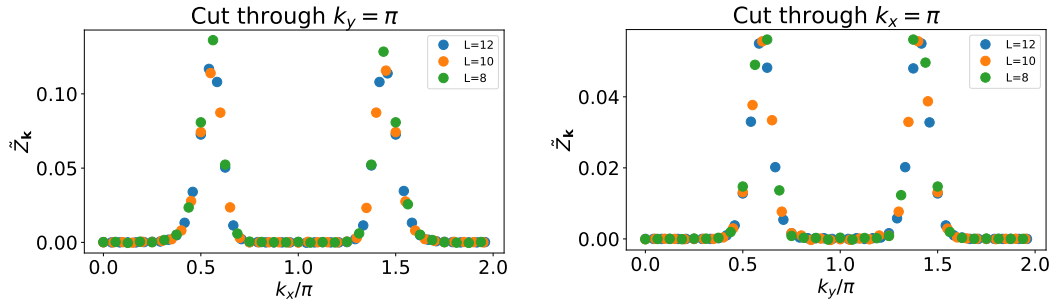 Cut through $k_y = \pi$
L=12
L=10
L=8
0.10
0.05
0.00
$\tilde{Z}_{\mathbf{k}}$
0.0 0.5 1.0 1.5 2.0
$k_x/\pi$
Cut through $k_x = \pi$
L=12
L=10
L=8
0.04
0.02
0.00
$\tilde{Z}_{\mathbf{k}}$
0.0 0.5 1.0 1.5 2.0
$k_y/\pi$